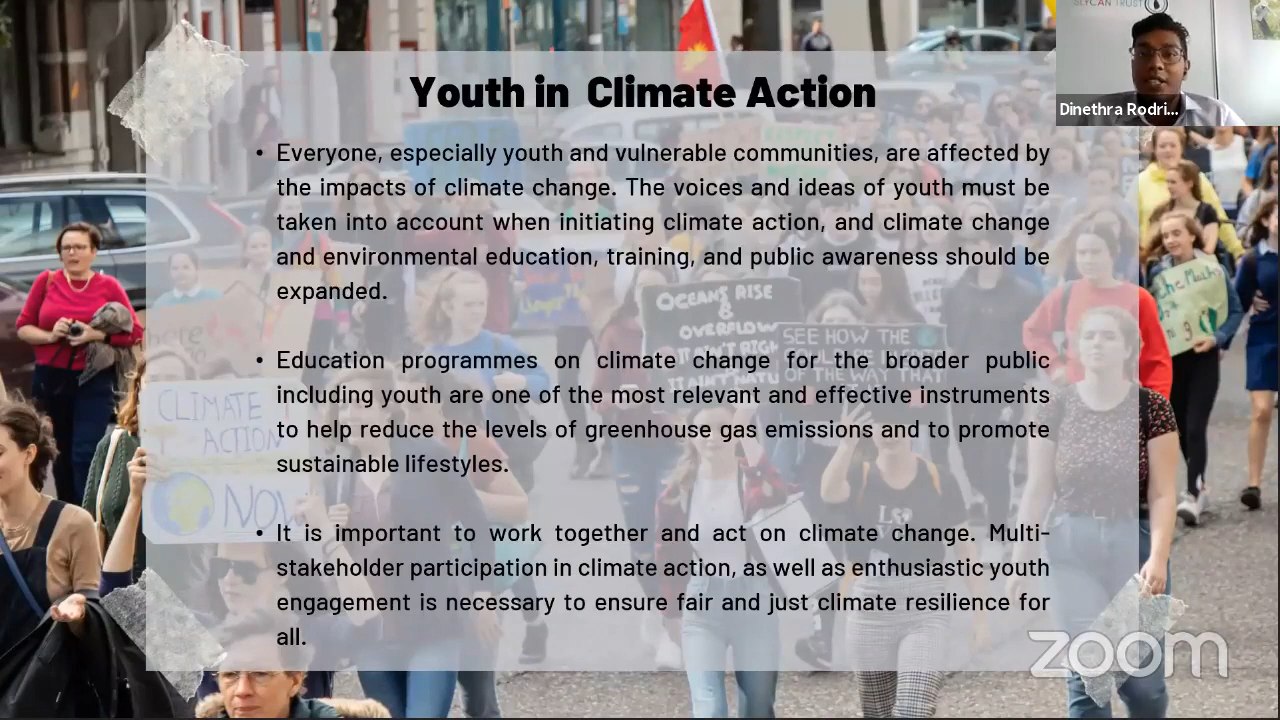 LYCAN TRUST
Youth in Climate Action
Dinethra Rodri...
• Everyone, especially youth and vulnerable communities, are affected by
the impacts of climate change. The voices and ideas of youth must be
taken into account when initiating climate action, and climate change
and environmental education, training, and public awareness should be
expanded.
• Education programmes on climate change for the broader public
including youth are one of the most relevant and effective instruments
to help reduce the levels of greenhouse gas emissions and to promote
sustainable lifestyles.
• It is important to work together and act on climate change. Multi-
stakeholder participation in climate action, as well as enthusiastic youth
engagement is necessary to ensure fair and just climate resilience for
all.
OCEANS RISE
&
OVERFLOW
SEE HOW THE
OF THE WAY THAT
CLIMATE
ACTION
NOW
zoom